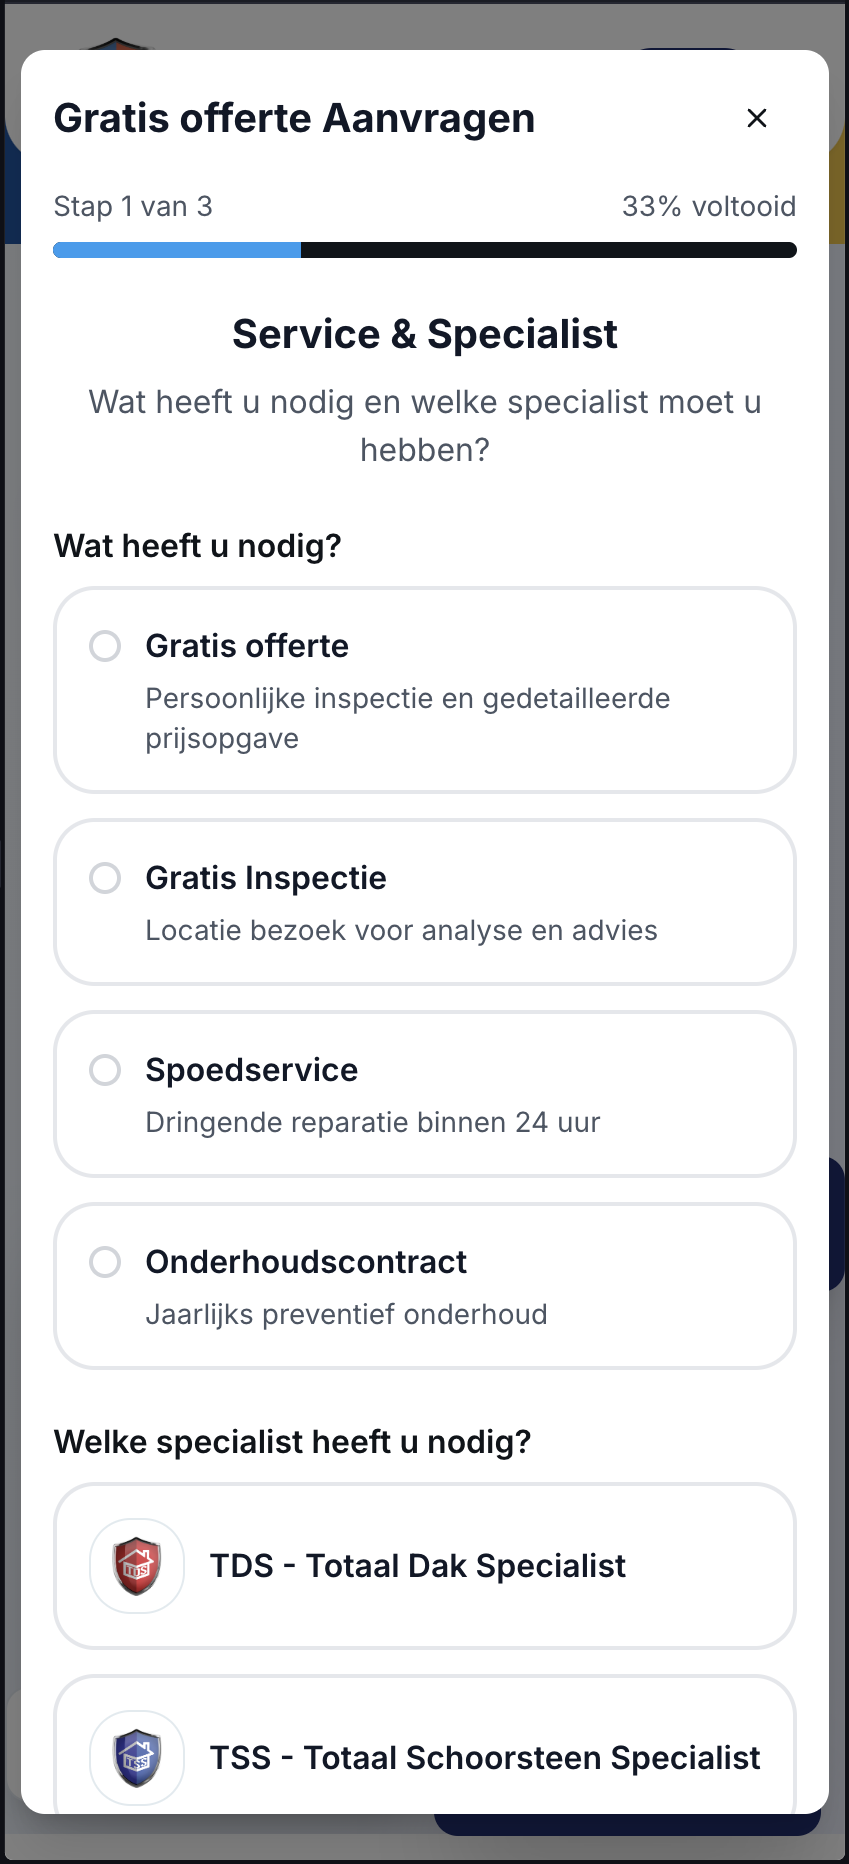 Gratis offerte Aanvragen
Stap 1 van 3
33% voltooid
Service & Specialist
Wat heeft u nodig en welke specialist moet u
hebben?
Wat heeft u nodig?
Gratis offerte
Persoonlijke inspectie en gedetailleerde
prijsopgave
Gratis Inspectie
Locatie bezoek voor analyse en advies
Spoedservice
Dringende reparatie binnen 24 uur
Onderhoudscontract
Jaarlijks preventief onderhoud
Welke specialist heeft u nodig?
TDS
TDS - Totaal Dak Specialist
TSS
TSS - Totaal Schoorsteen Specialist